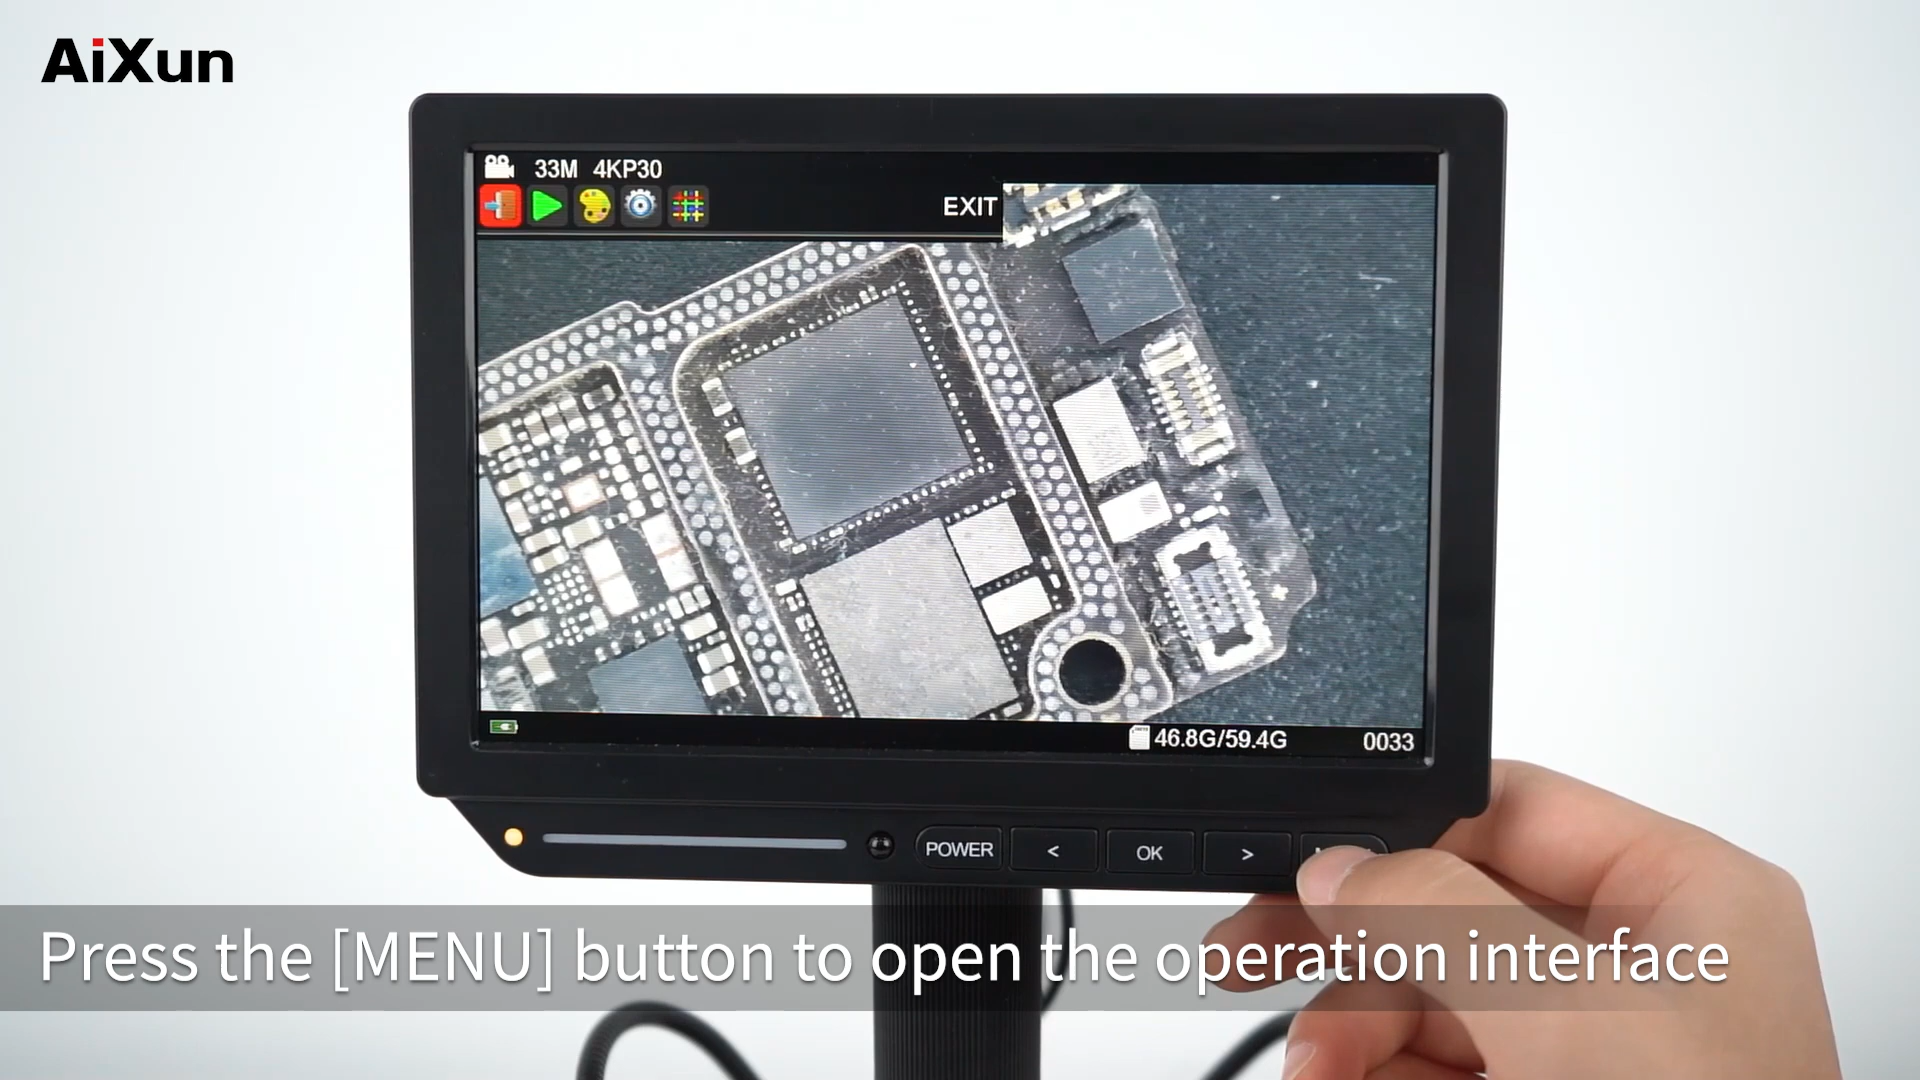 AiXun
33M 4KP30
EXIT
46.8G/59.4G
0033
POWER
<
OK
>
Press the [MENU] button to open the operation interface